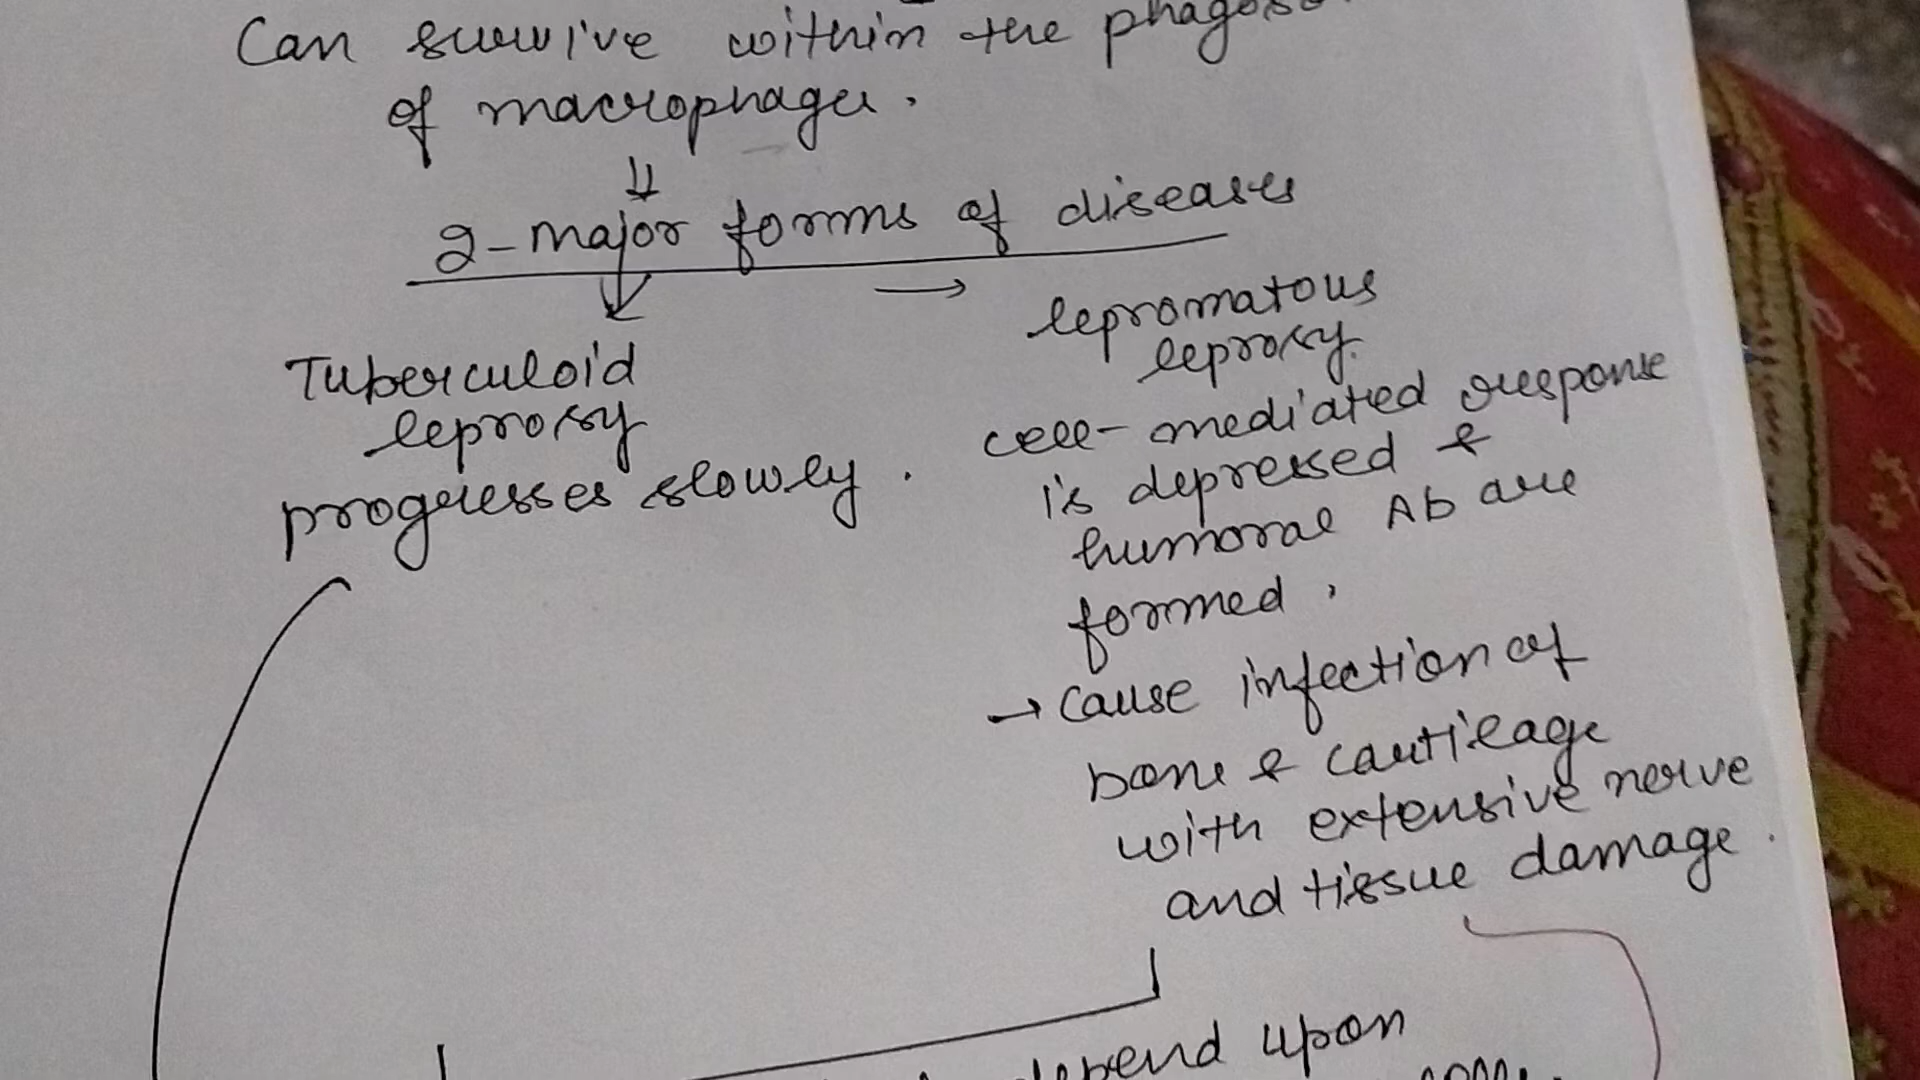 Can survive within the
of macrophages.
2-major forms of diseases
Tuberculoid
leprosy
progresses slowly.
lepromatous
leprosy.
cell-mediated response
is depressed &
humoral Ab are
formed.
→ cause infection of
bone & cartilage
with extensive nerve
and tissue damage.
depend upon